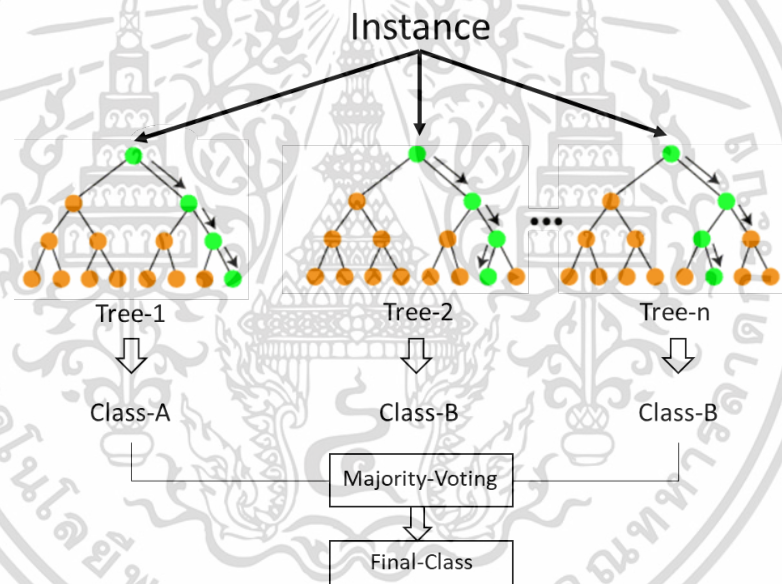 Instance
Tree-1
Tree-2
Tree-n
Class-A
Class-B
Class-B
Majority-Voting
Final-Class